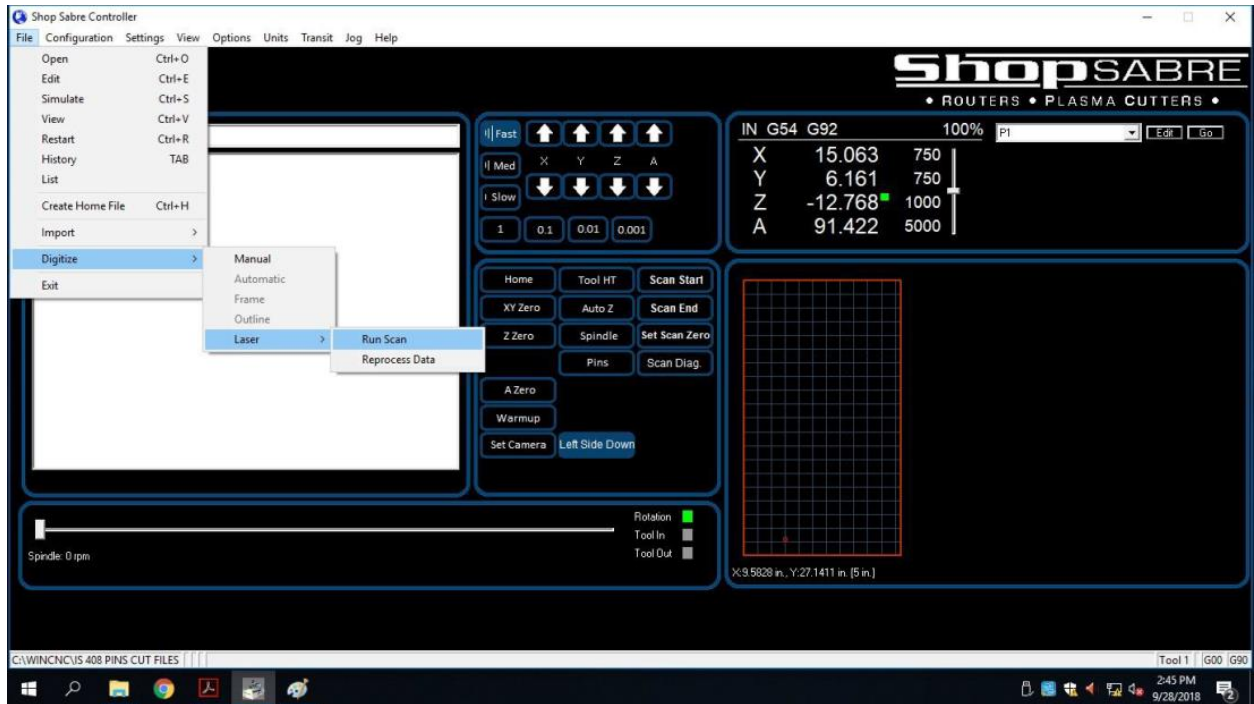 Shop Sabre Controller
File Configuration Settings View Options Units Transit Jog Help
Open Ctrl+O
Edit Ctrl+E
Simulate Ctrl+S
View Ctrl+V
Restart Ctrl+R
History TAB
List
Create Home File Ctrl+H
Import >
Digitize >
Exit
Manual
Automatic
Frame
Outline
Laser >
Run Scan
Reprocess Data
ShopSABRE
• ROUTERS • PLASMA CUTTERS •
Fast
Med X Y Z A
Slow
1 0.1 0.01 0.001
IN G54 G92 100% P1 Edit Go
X 15.063 750
Y 6.161 750
Z -12.768 1000
A 91.422 5000
Home Tool HT Scan Start
XY Zero Auto Z Scan End
Z Zero Spindle Set Scan Zero
Pins Scan Diag.
A Zero
Warmup
Set Camera Left Side Down
Rotation
Tool In
Tool Out
Spindle: 0 rpm
X:9.5828 in., Y:27.1411 in. (5 in.)
C:\WINCNC\IS 408 PINS CUT FILES
Tool 1 G00 G90
2:45 PM
9/28/2018
2